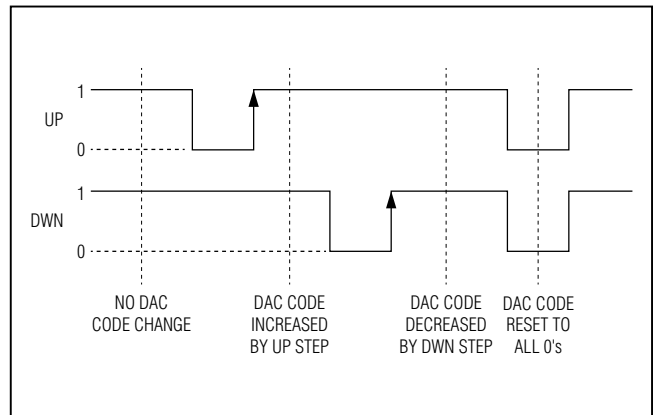 1
UP
0
1
DWN
0
NO DAC
CODE CHANGE
DAC CODE
INCREASED
BY UP STEP
DAC CODE
DECREASED
BY DWN STEP
DAC CODE
RESET TO
ALL 0's